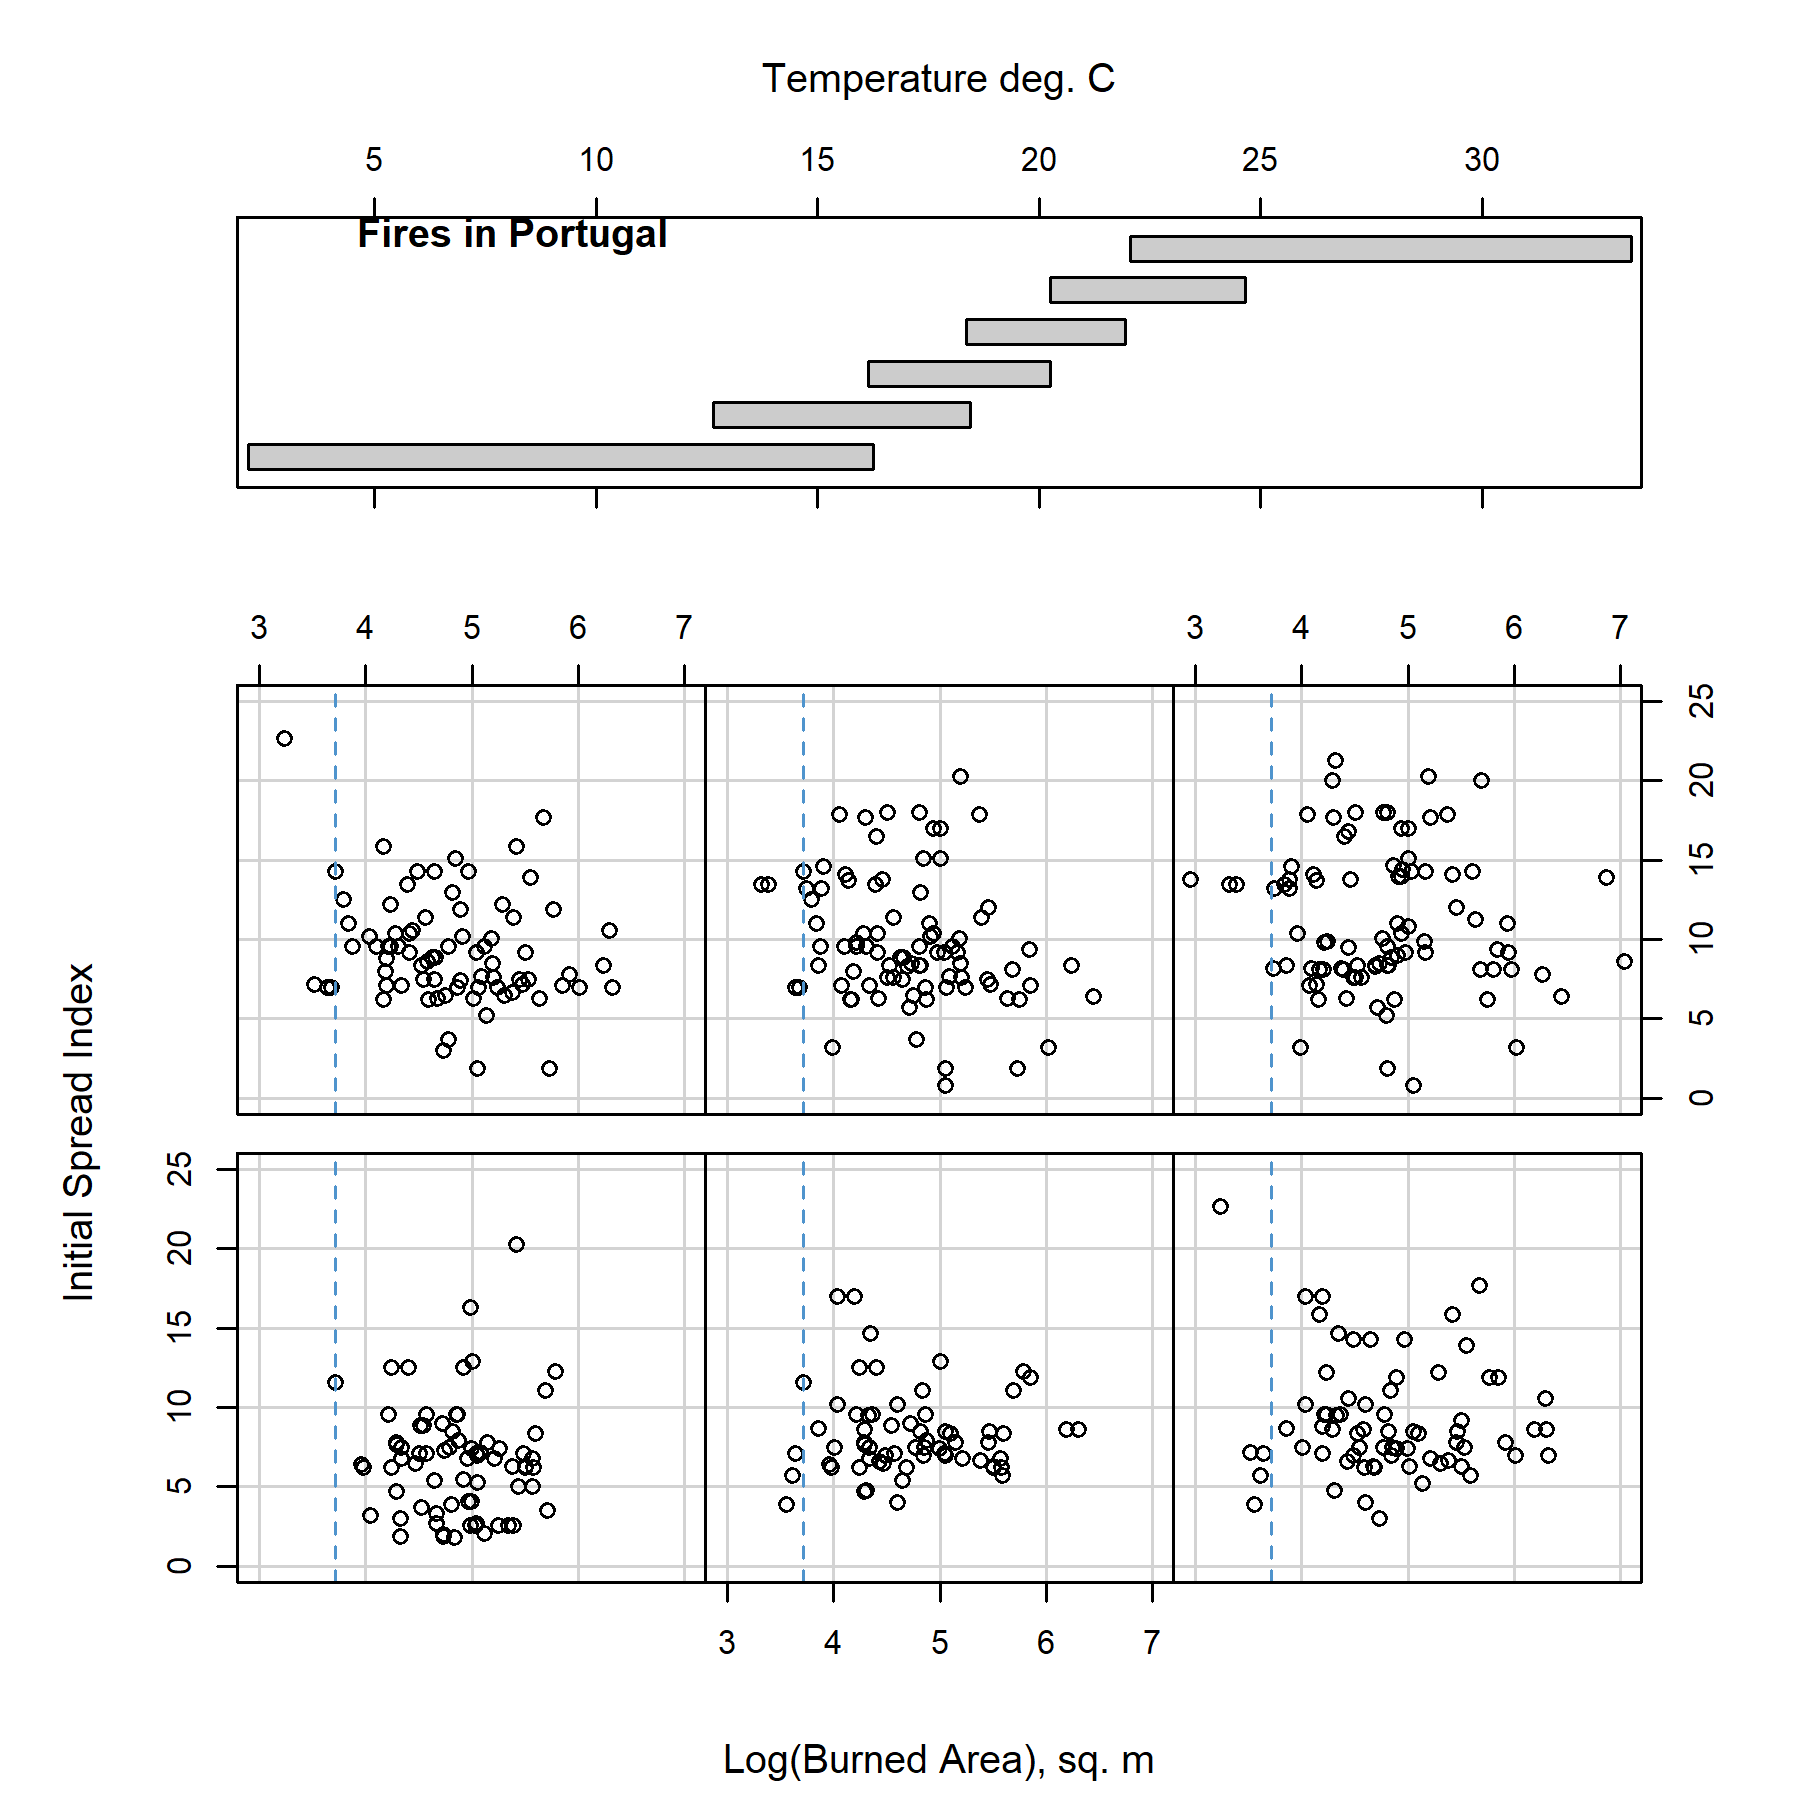 Temperature deg. C
5 10 15 20 25 30
Fires in Portugal
3 4 5 6 7 3 4 5 6 7
0 5 10 15 20 25
Initial Spread Index
0 5 10 15 20 25
3 4 5 6 7
Log(Burned Area), sq. m